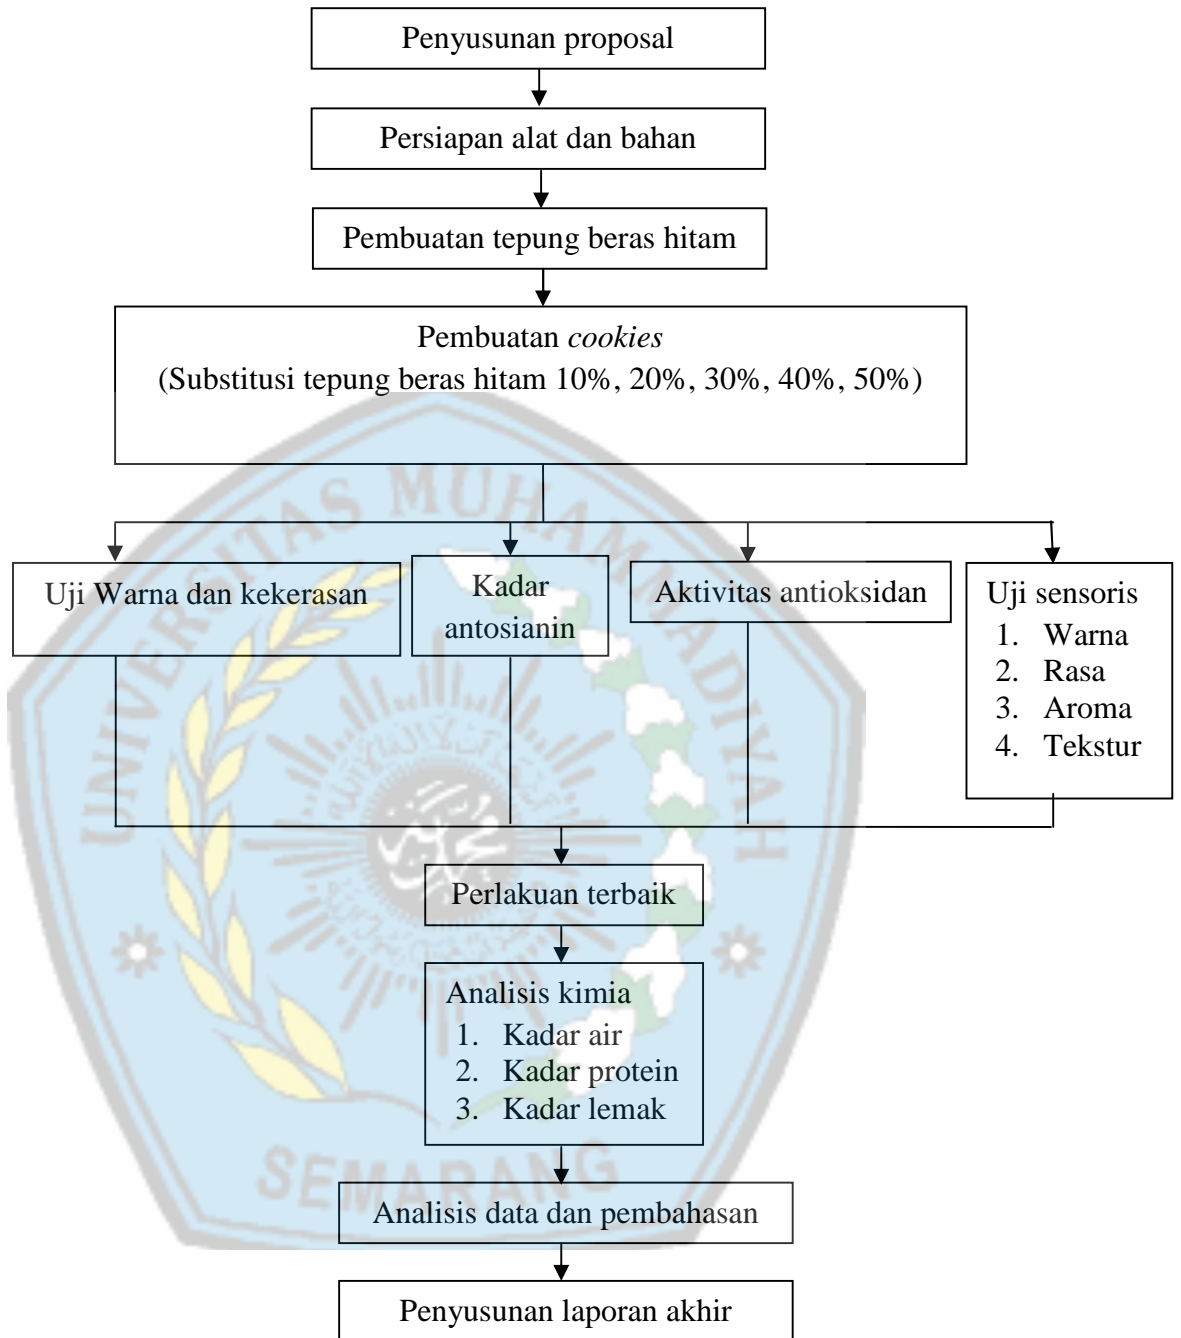 Penyusunan proposal
Persiapan alat dan bahan
Pembuatan tepung beras hitam
Pembuatan cookies
(Substitusi tepung beras hitam 10%, 20%, 30%, 40%, 50%)
Uji Warna dan kekerasan
Kadar
antosianin
Aktivitas antioksidan
Uji sensoris
1. Warna
2. Rasa
3. Aroma
4. Tekstur
Perlakuan terbaik
Analisis kimia
1. Kadar air
2. Kadar protein
3. Kadar lemak
Analisis data dan pembahasan
Penyusunan laporan akhir
UNIVERSITAS MUHAMMADIYAH
SEMARANG